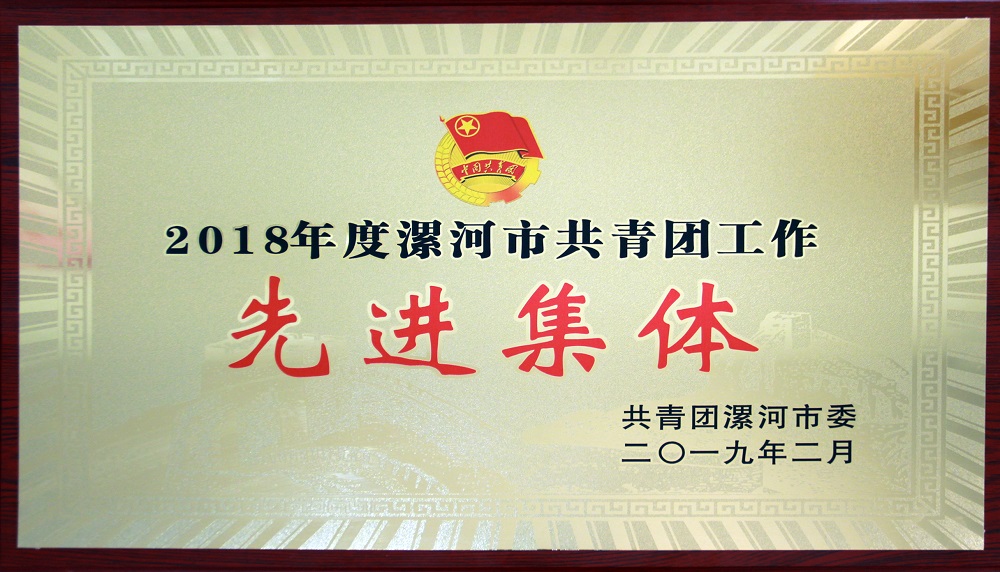 中国共青团
2018年度漯河市共青团工作
先进集体
共青团漯河市委
二〇一九年二月